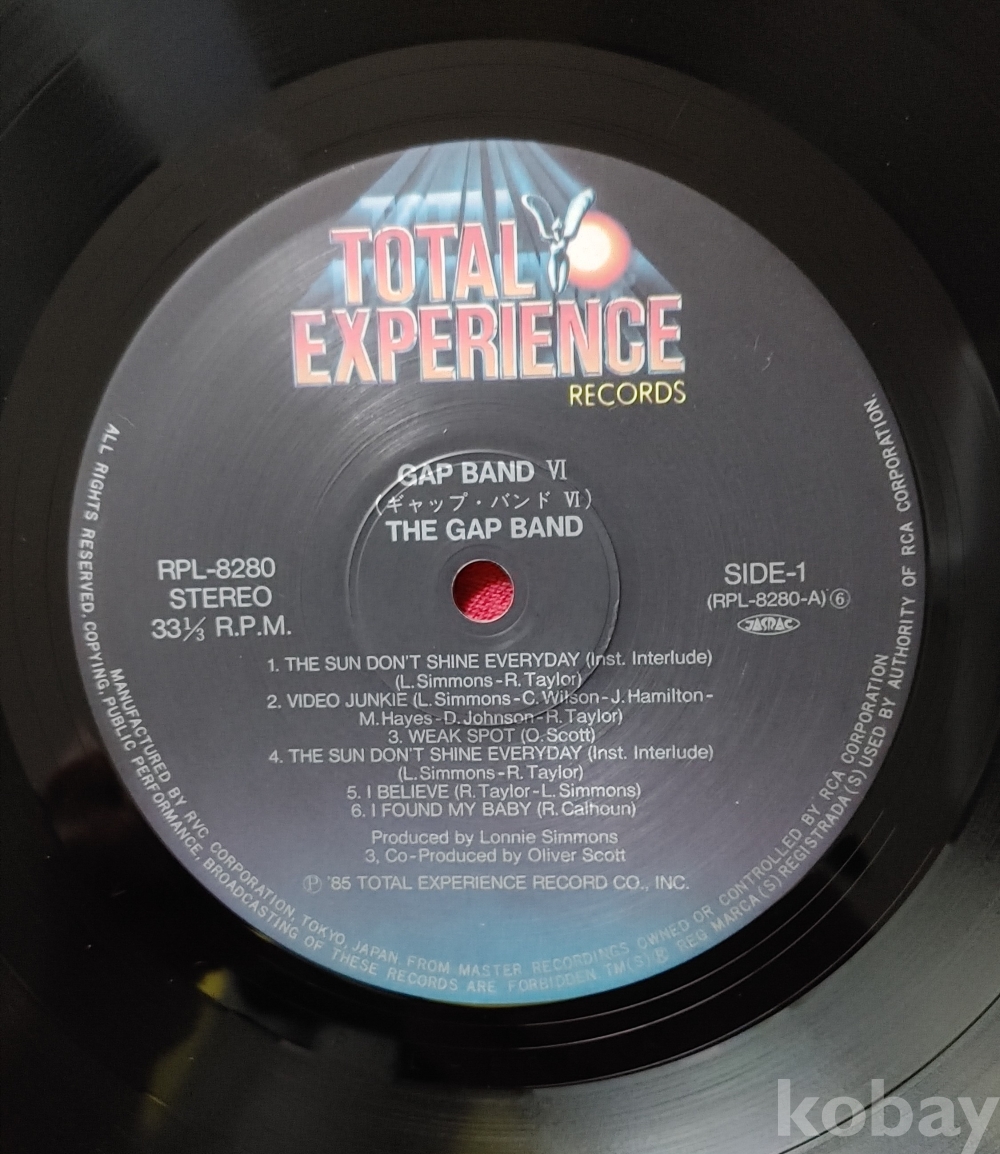 TOTAL
EXPERIENCE
RECORDS
GAP BAND Ⅵ
(ギャップ・バンド Ⅵ)
THE GAP BAND
RPL-8280
STEREO
33⅓ R.P.M.
SIDE-1
(RPL-8280-A)⑥
JASRAC
1. THE SUN DON'T SHINE EVERYDAY (Inst. Interlude)
(L.Simmons-R.Taylor)
2. VIDEO JUNKIE (L.Simmons-C.Wilson-J.Hamilton-
M.Hayes-D.Johnson-R.Taylor)
3. WEAK SPOT (O.Scott)
4. THE SUN DON'T SHINE EVERYDAY (Inst. Interlude)
(L.Simmons-R.Taylor)
5. I BELIEVE (R.Taylor-L.Simmons)
6. I FOUND MY BABY (R.Calhoun)
Produced by Lonnie Simmons
3, Co-Produced by Oliver Scott
Ⓟ '85 TOTAL EXPERIENCE RECORD CO., INC.
ALL RIGHTS RESERVED, COPYING, PUBLIC PERFORMANCE, BROADCASTING OF THESE RECORDS ARE FORBIDDEN TM(S)® REG MARCA(S) REGISTRADA(S) USED BY AUTHORITY OF RCA CORPORATION.
MANUFACTURED BY RVC CORPORATION, TOKYO, JAPAN. FROM MASTER RECORDINGS OWNED OR CONTROLLED BY RCA CORPORATION
kobay